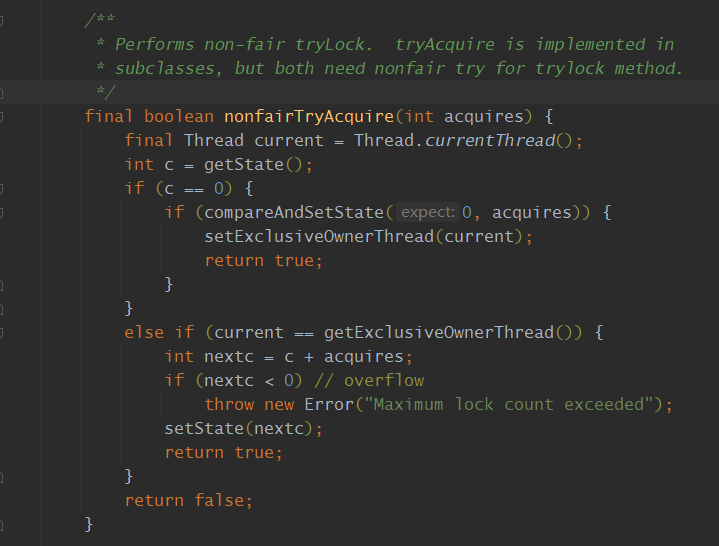 /**
* Performs non-fair tryLock.  tryAcquire is implemented in
* subclasses, but both need nonfair try for trylock method.
*/
final boolean nonfairTryAcquire(int acquires) {
final Thread current = Thread.currentThread();
int c = getState();
if (c == 0) {
if (compareAndSetState( expect: 0, acquires)) {
setExclusiveOwnerThread(current);
return true;
}
}
else if (current == getExclusiveOwnerThread()) {
int nextc = c + acquires;
if (nextc < 0) // overflow
throw new Error("Maximum lock count exceeded");
setState(nextc);
return true;
}
return false;
}